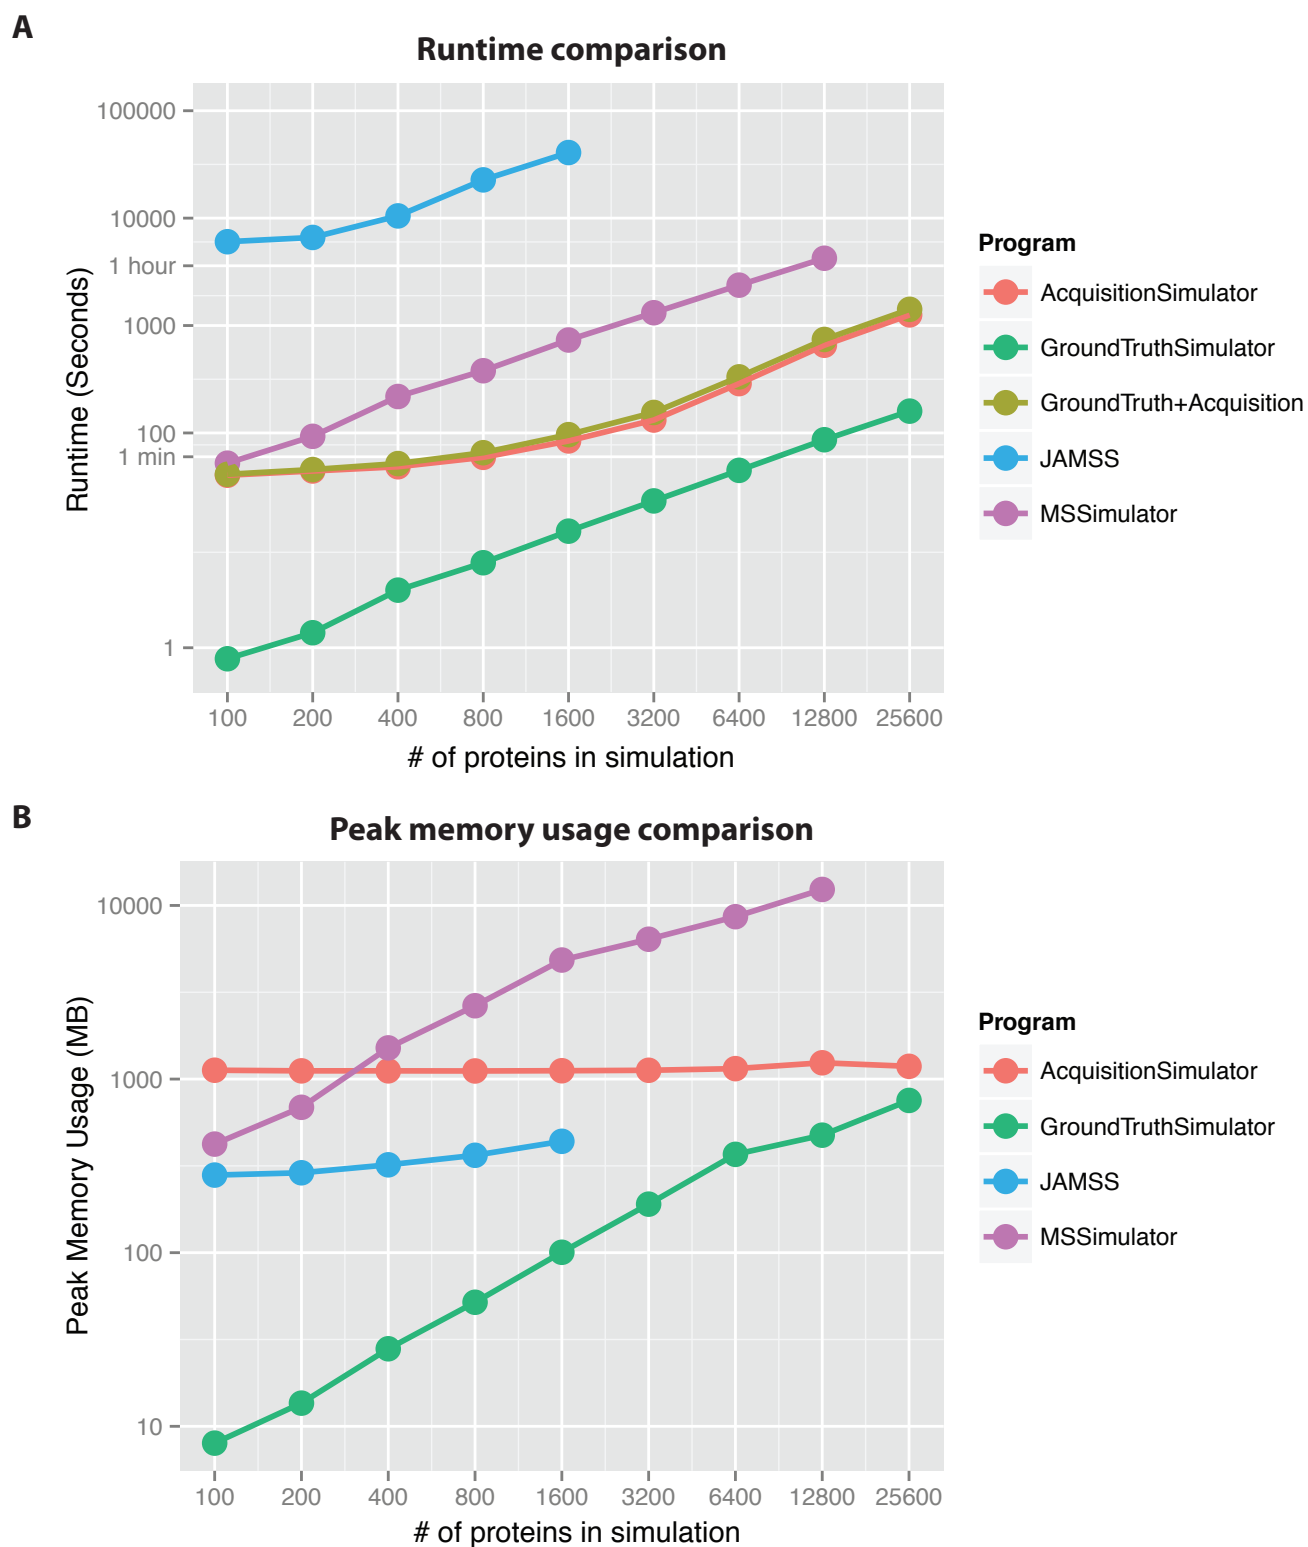 A
Runtime comparison
100000
10000
1 hour
1000
100
1 min
1
Runtime (Seconds)
100 200 400 800 1600 3200 6400 12800 25600
# of proteins in simulation
Program
AcquisitionSimulator
GroundTruthSimulator
GroundTruth+Acquisition
JAMSS
MSSimulator
B
Peak memory usage comparison
10000
1000
100
10
Peak Memory Usage (MB)
100 200 400 800 1600 3200 6400 12800 25600
# of proteins in simulation
Program
AcquisitionSimulator
GroundTruthSimulator
JAMSS
MSSimulator